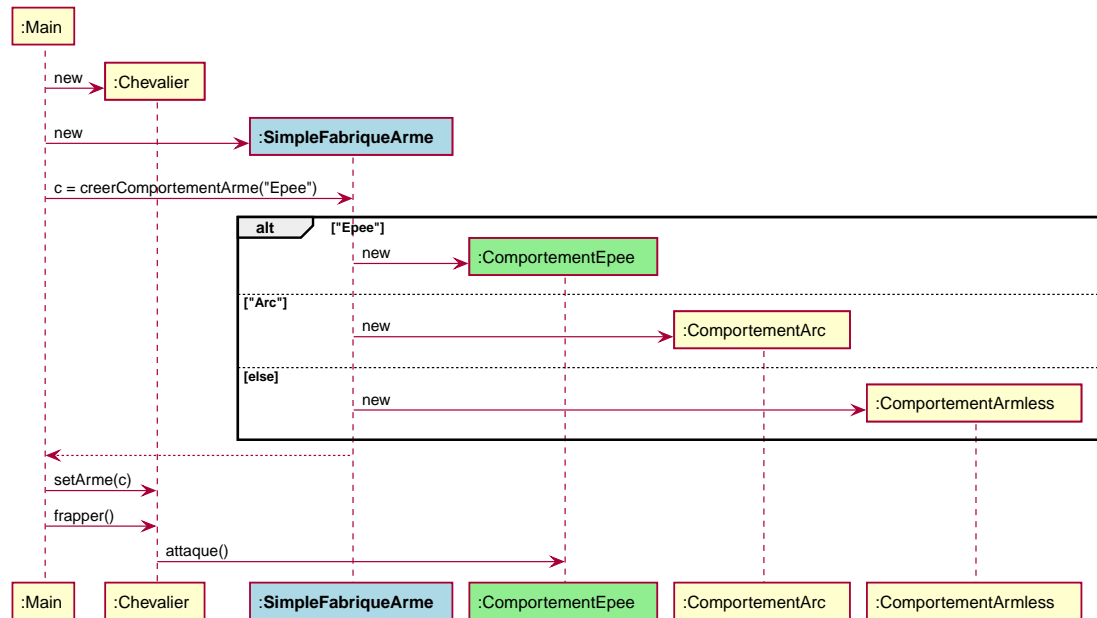 :Main
new
:Chevalier
new
:SimpleFabriqueArme
c = creerComportementArme("Epee")
alt
["Epee"]
new
:ComportementEpee
["Arc"]
new
:ComportementArc
[else]
new
:ComportementArmless
setArme(c)
frapper()
attaque()
:Main
:Chevalier
:SimpleFabriqueArme
:ComportementEpee
:ComportementArc
:ComportementArmless